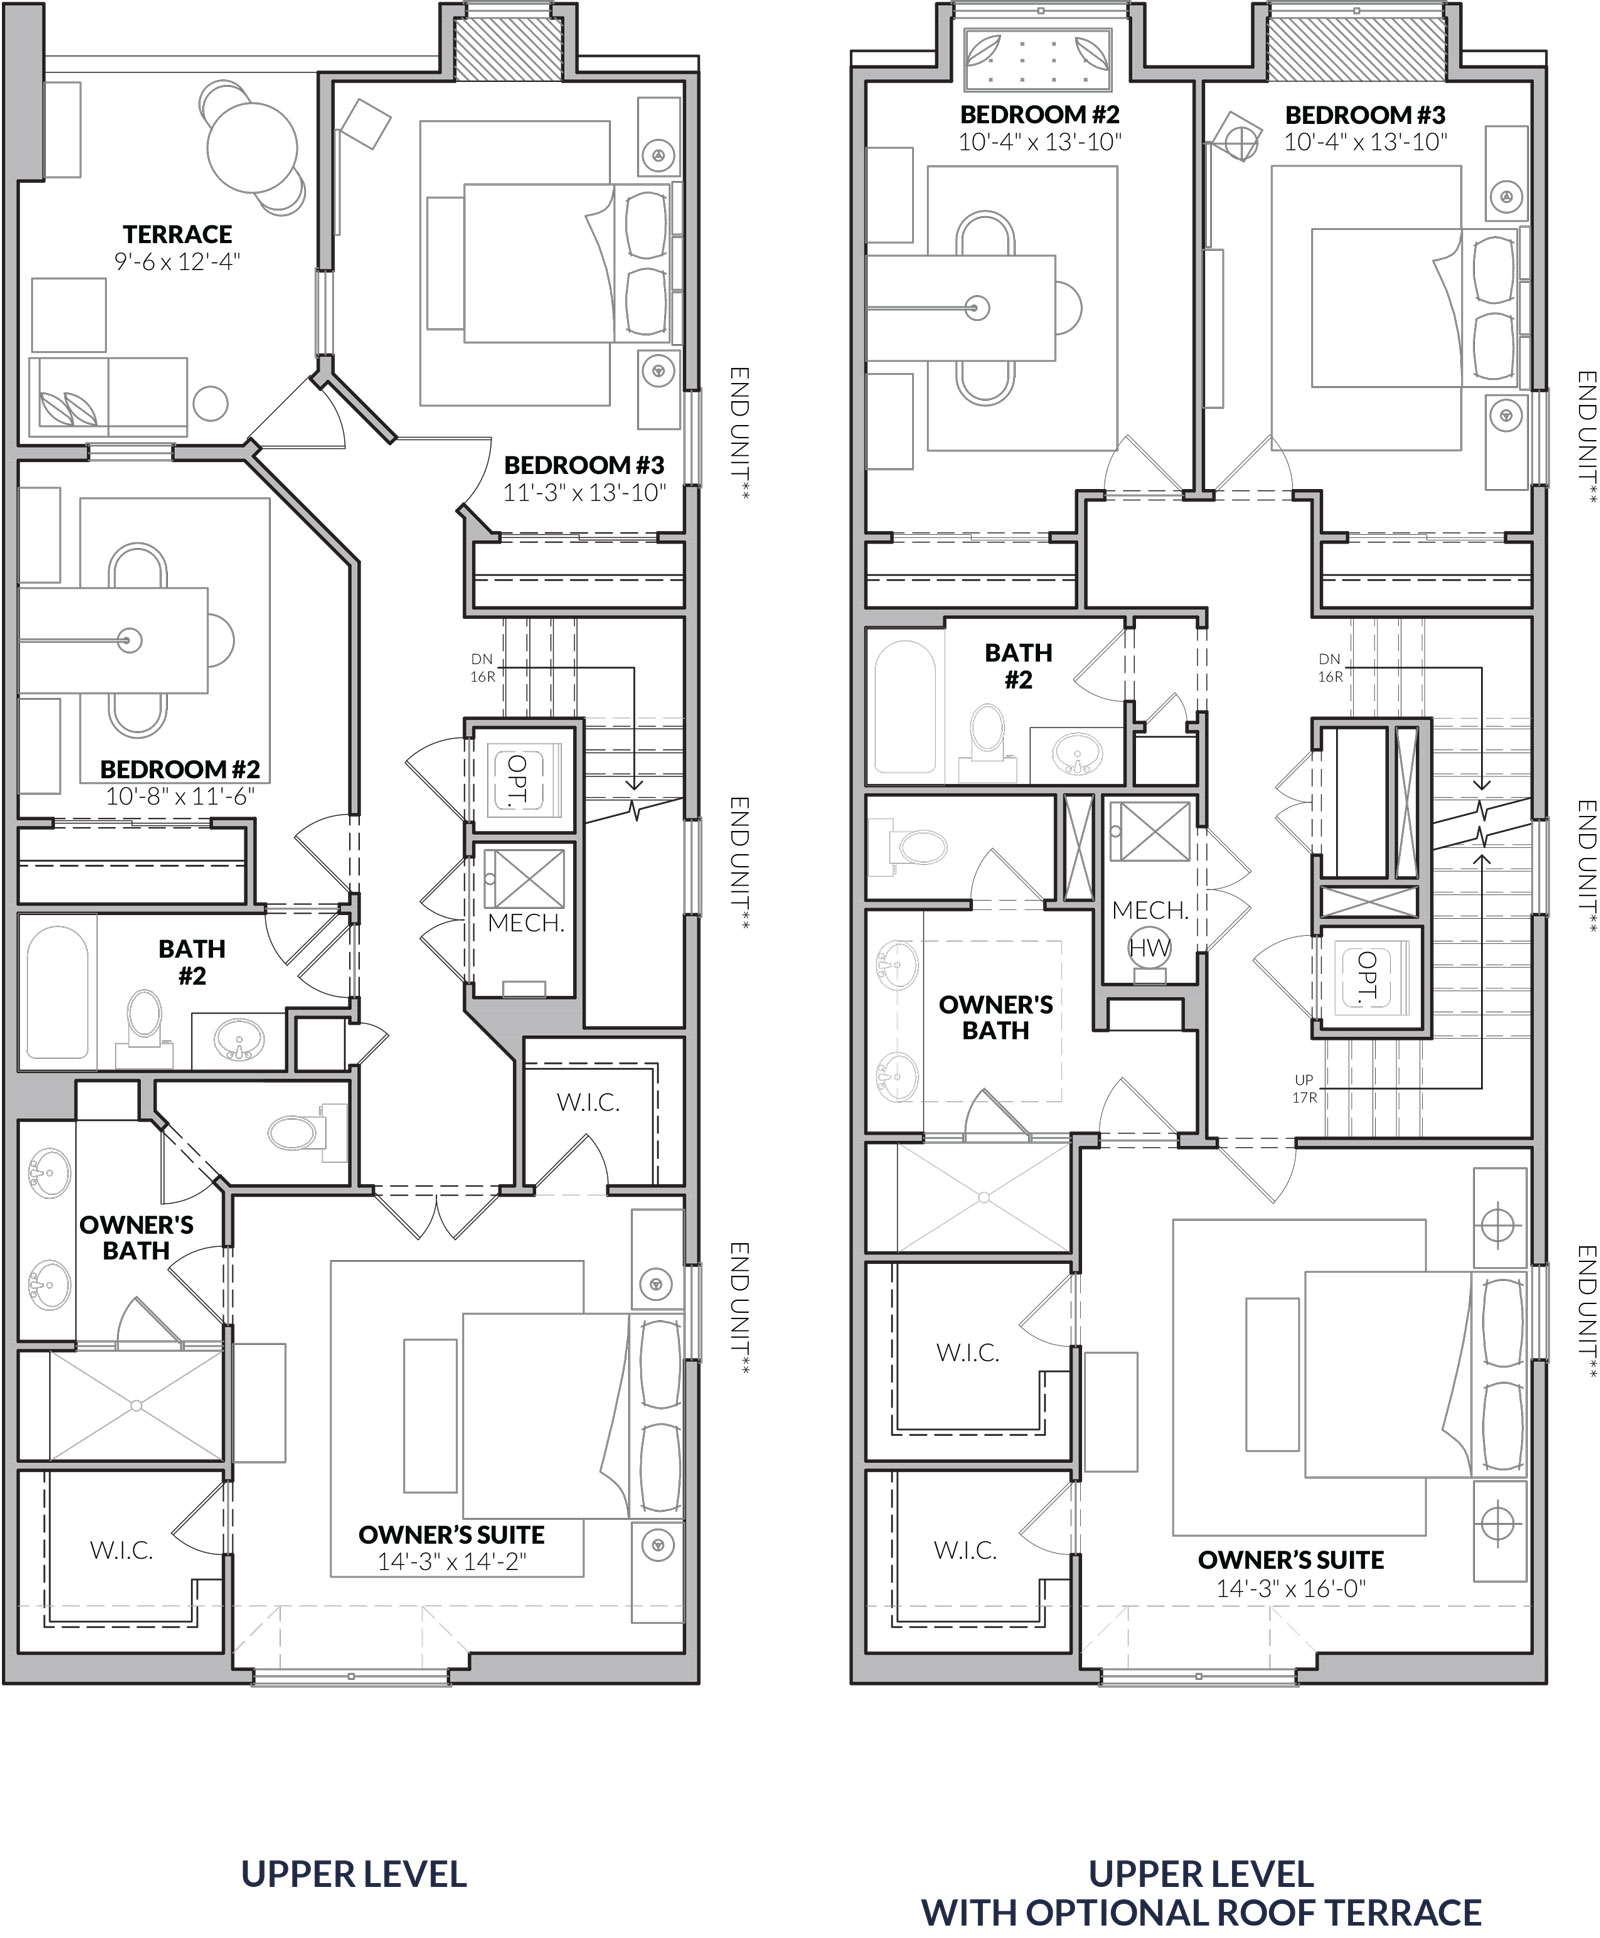 TERRACE
9'-6 x 12'-4"
BEDROOM #3
11'-3" x 13'-10"
BEDROOM #2
10'-8" x 11'-6"
DN
16R
OPT.
MECH.
BATH
#2
W.I.C.
OWNER'S
BATH
W.I.C.
OWNER’S SUITE
14'-3" x 14'-2"
END UNIT**
END UNIT**
END UNIT**
UPPER LEVEL
BEDROOM #2
10'-4" x 13'-10"
BEDROOM #3
10'-4" x 13'-10"
BATH
#2
DN
16R
MECH.
HW
OPT.
OWNER'S
BATH
UP
17R
W.I.C.
W.I.C.
OWNER’S SUITE
14'-3" x 16'-0"
END UNIT**
END UNIT**
END UNIT**
UPPER LEVEL
WITH OPTIONAL ROOF TERRACE